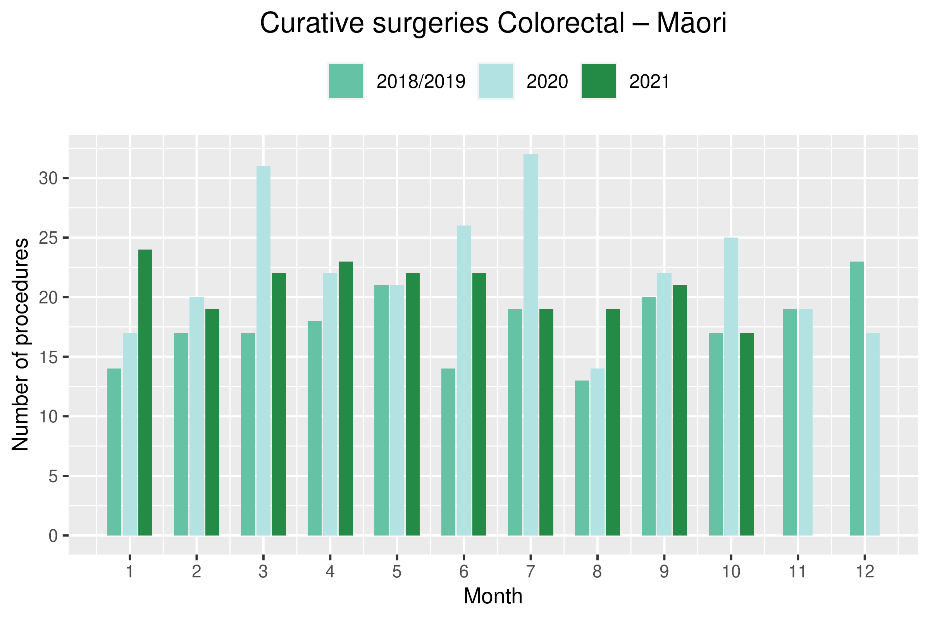 Curative surgeries Colorectal – Māori
2018/2019 2020 2021
Number of procedures
30
25
20
15
10
5
0
1 2 3 4 5 6 7 8 9 10 11 12
Month